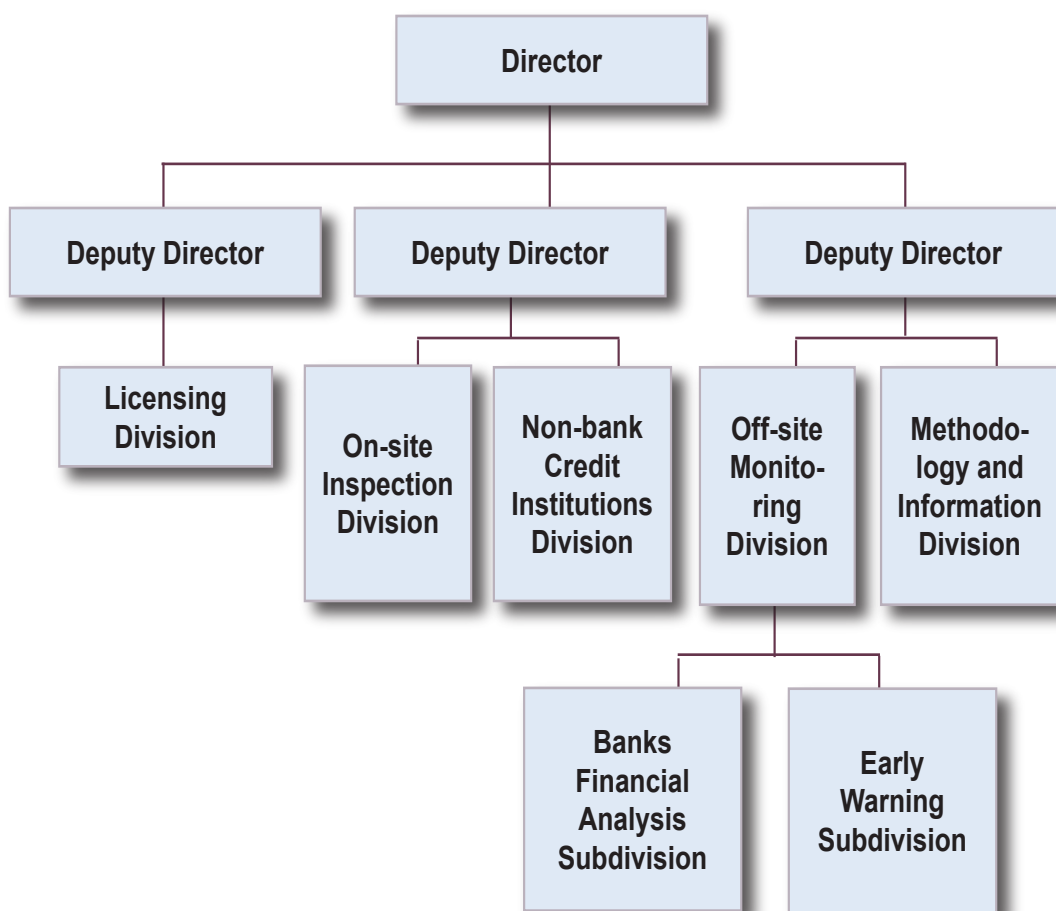 Director
Deputy Director
Deputy Director
Deputy Director
Licensing
Division
On-site
Inspection
Division
Non-bank
Credit
Institutions
Division
Off-site
Monito-
ring
Division
Methodo-
logy and
Information
Division
Banks
Financial
Analysis
Subdivision
Early
Warning
Subdivision